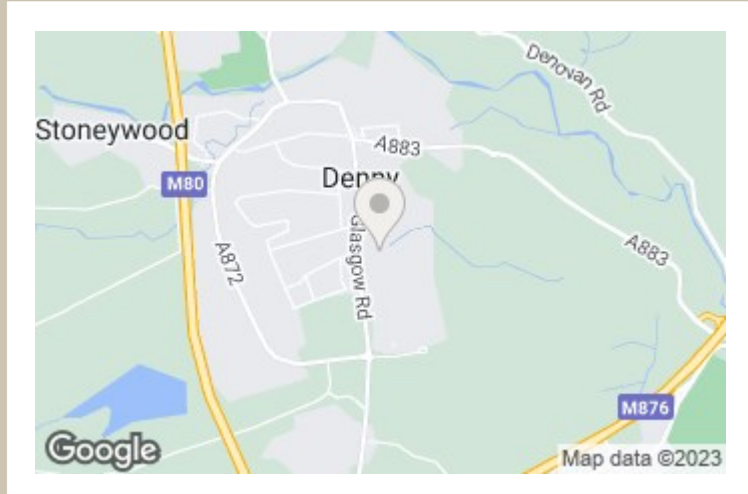 Denovan Rd
Stoneywood
A883
Denny
M80
Glasgow Rd
A872
A883
M876
Google
Map data ©2023